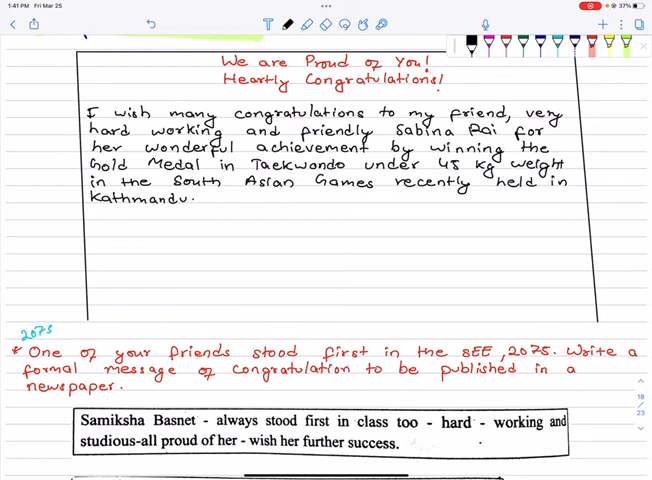 1:41 PM Fri Mar 25
37%
We are Proud of You!
Heartly Congratulations!
I wish many congratulations to my friend, very
hard working and friendly Sabina Rai for
her wonderful achievement by winning the
Gold Medal in Taekwondo under 45 kg weight
in the South Asian Games recently held in
Kathmandu.
2075
* One of your friends stood first in the SEE, 2075. Write a
formal message of congratulation to be published in a
newspaper.
Samiksha Basnet - always stood first in class too - hard - working and
studious-all proud of her - wish her further success.
18
/
23